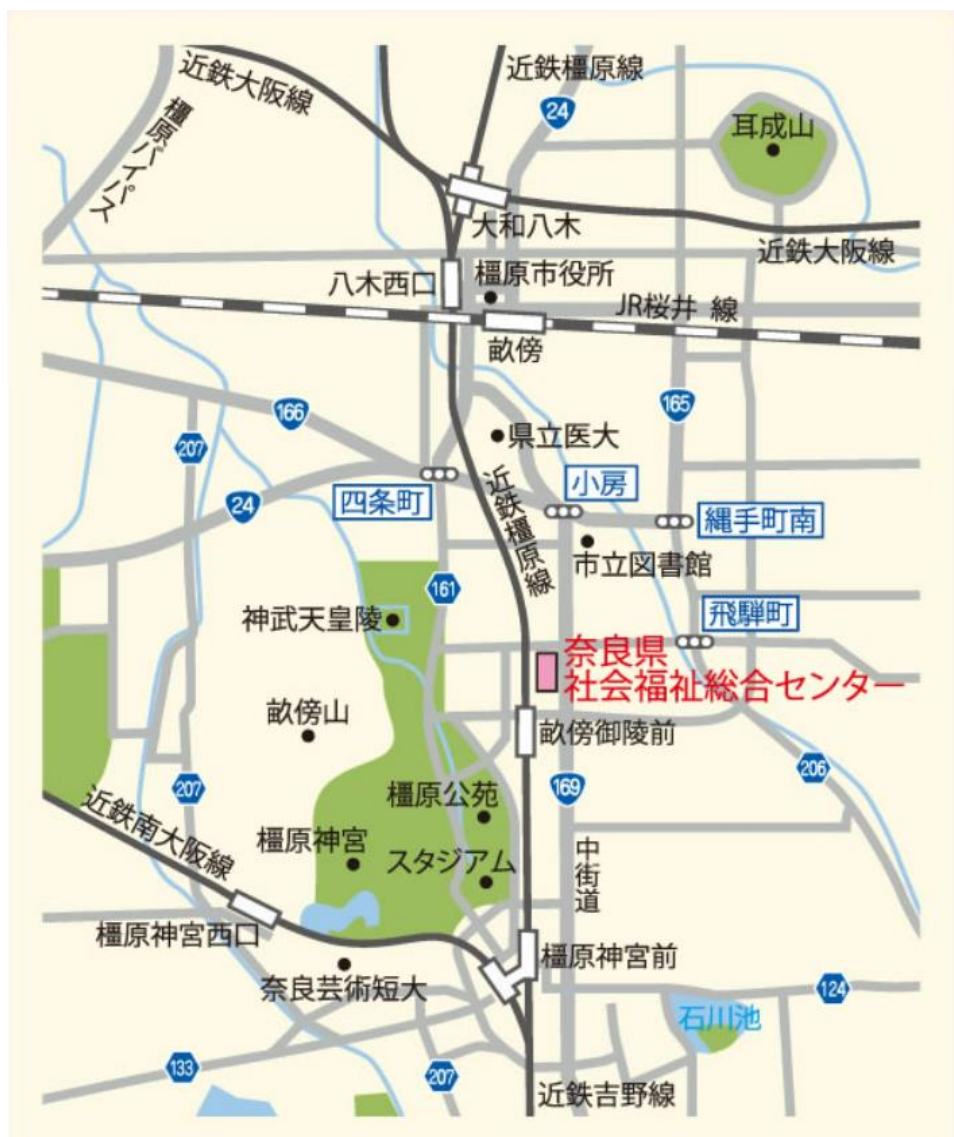 近鉄大阪線
近鉄橿原線
24
耳成山
橿原バイパス
大和八木
近鉄大阪線
八木西口
橿原市役所
JR桜井 線
畝傍
166
165
207
県立医大
24
四条町
小房
縄手町南
近鉄橿原線
市立図書館
161
神武天皇陵
飛騨町
奈良県
社会福祉総合センター
畝傍山
畝傍御陵前
206
207
169
橿原公苑
近鉄南大阪線
橿原神宮
スタジアム
中街道
橿原神宮西口
橿原神宮前
奈良芸術短大
124
石川池
133
207
近鉄吉野線